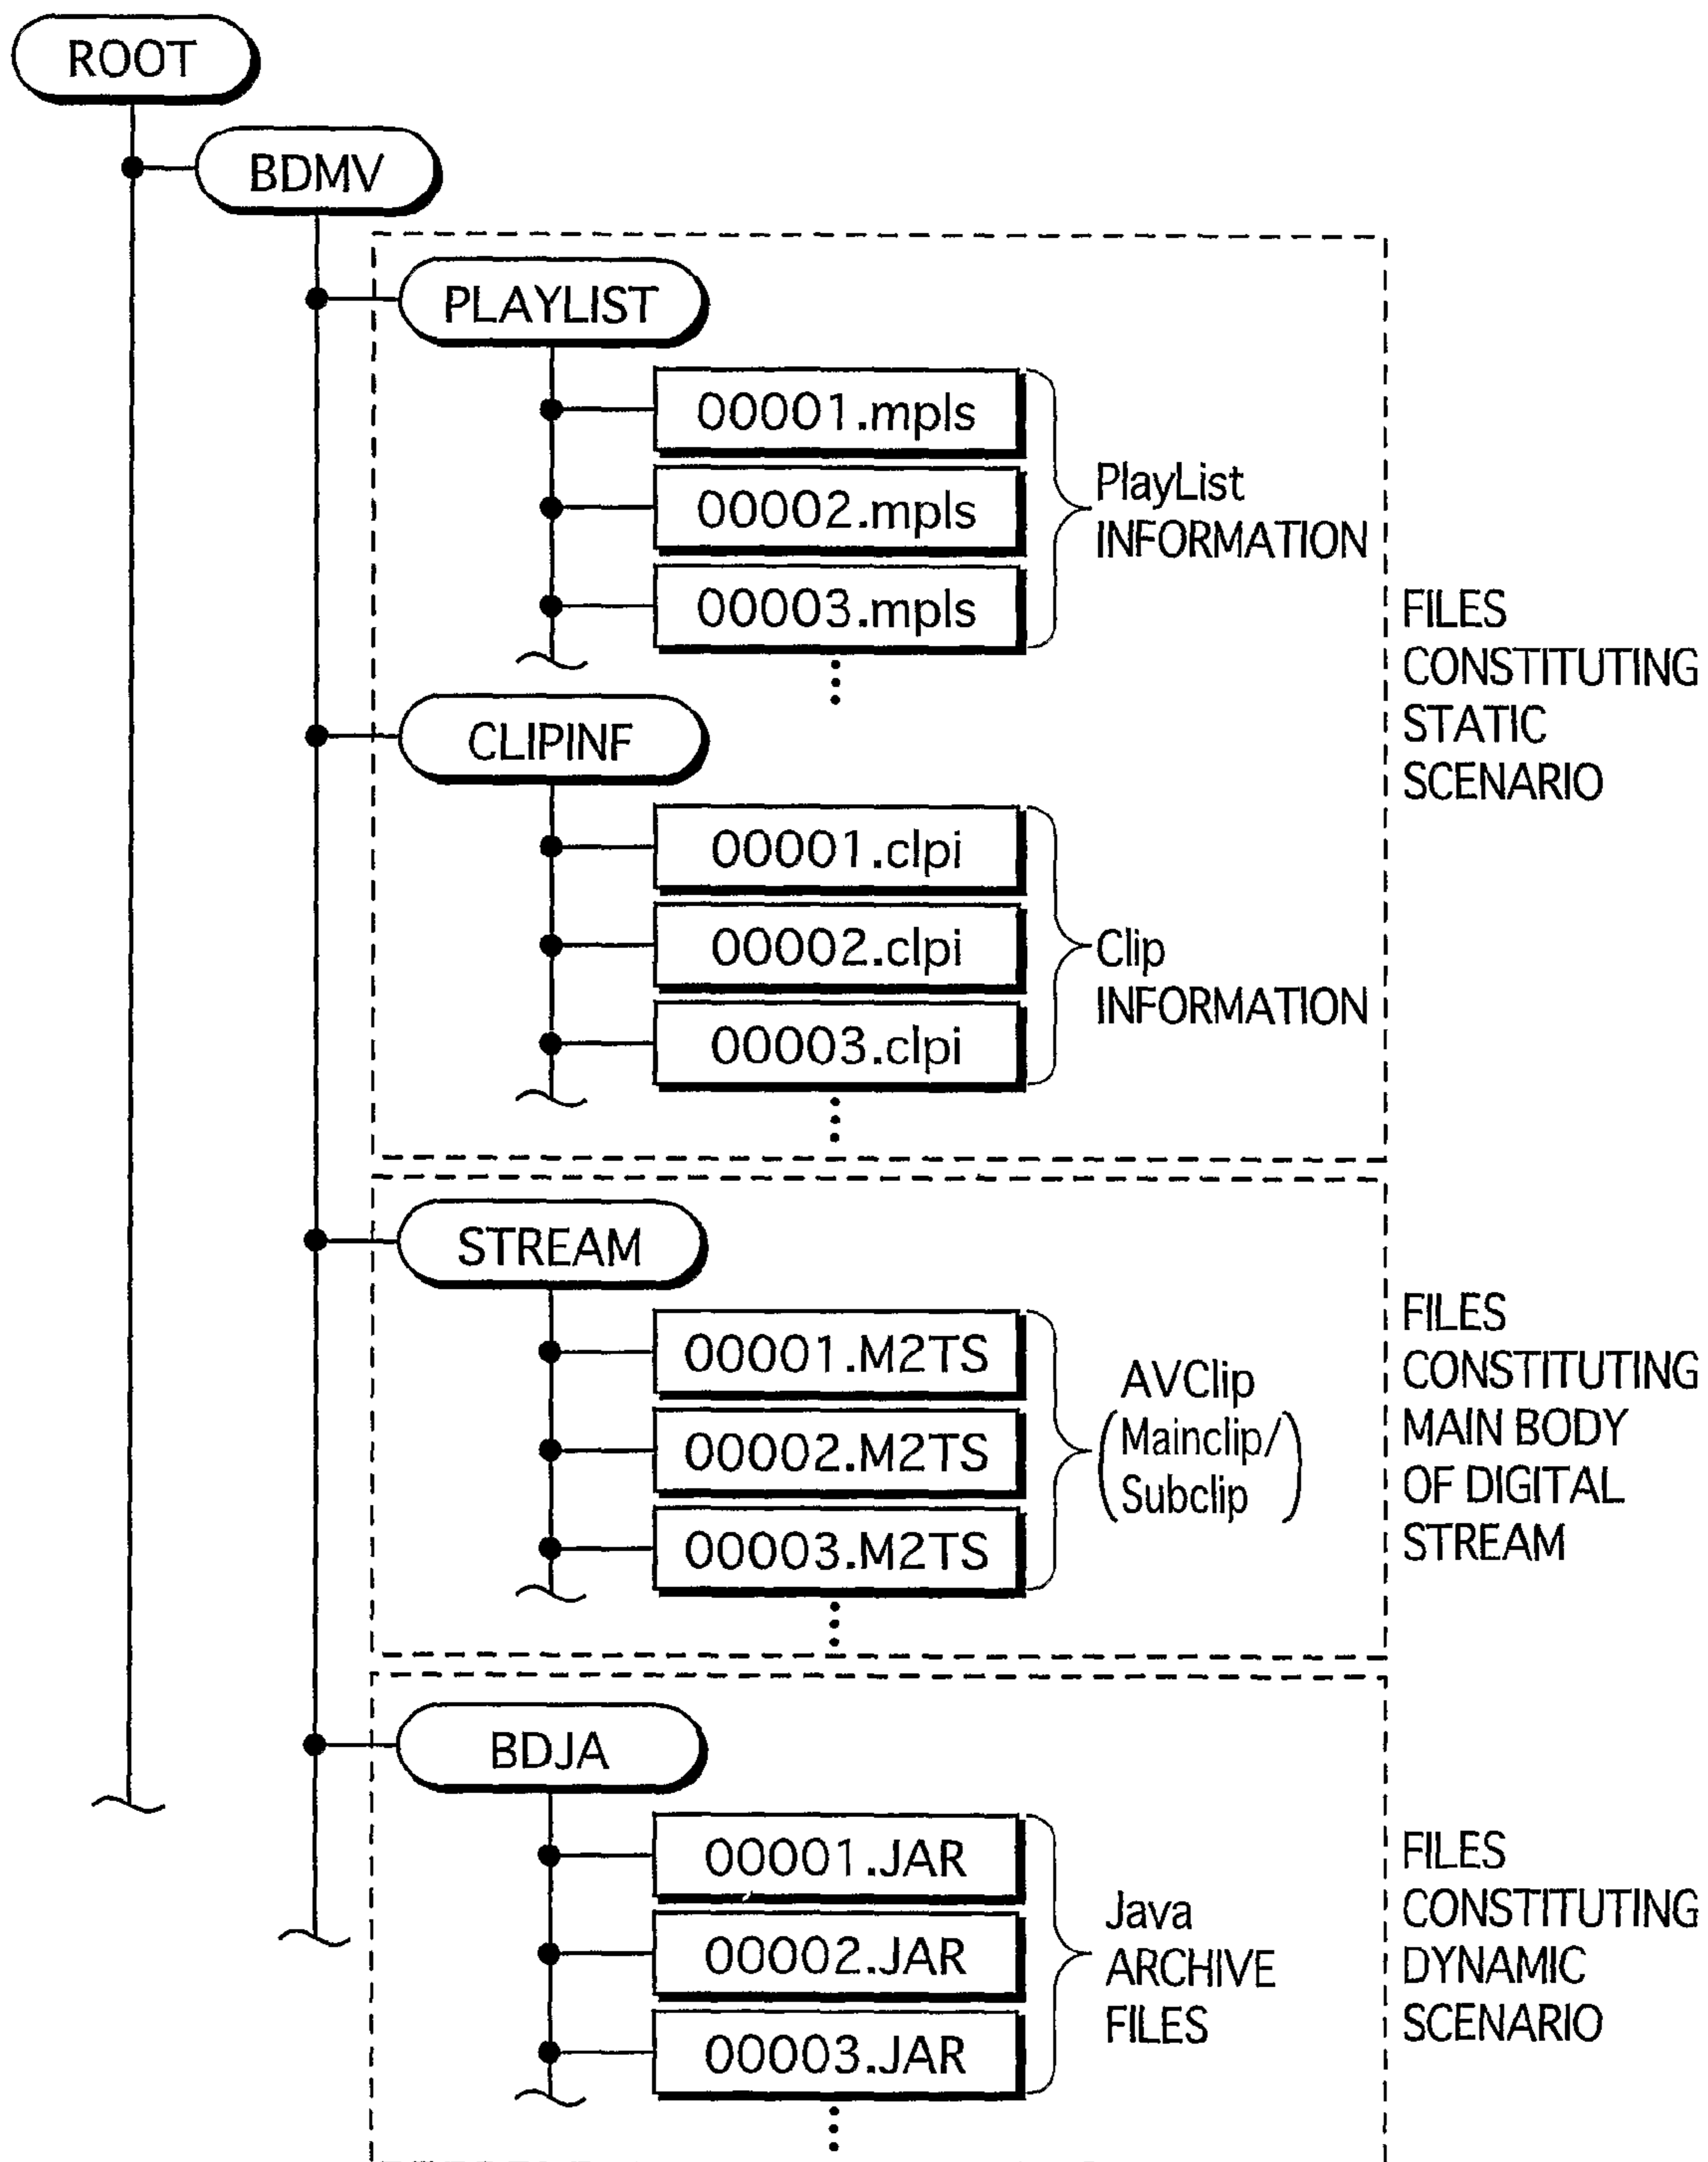 ROOT
BDMV
PLAYLIST
00001.mpls
00002.mpls
00003.mpls
PlayList
INFORMATION
CLIPINF
00001.clpi
00002.clpi
00003.clpi
Clip
INFORMATION
FILES
CONSTITUTING
STATIC
SCENARIO
STREAM
00001.M2TS
00002.M2TS
00003.M2TS
AVClip
(Mainclip/
Subclip)
FILES
CONSTITUTING
MAIN BODY
OF DIGITAL
STREAM
BDJA
00001.JAR
00002.JAR
00003.JAR
Java
ARCHIVE
FILES
FILES
CONSTITUTING
DYNAMIC
SCENARIO